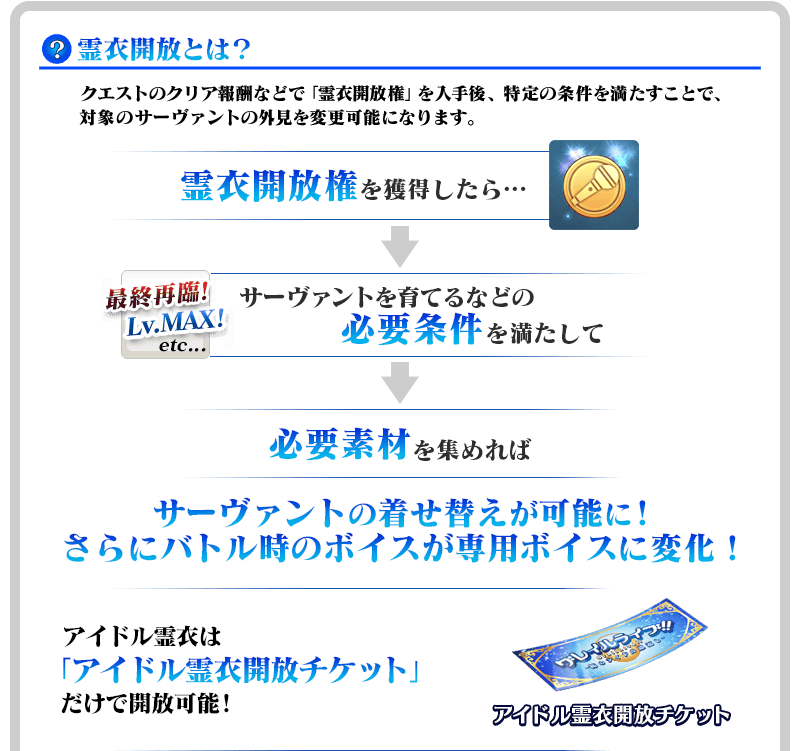 ? 霊衣開放とは？
クエストのクリア報酬などで「霊衣開放権」を入手後、特定の条件を満たすことで、
対象のサーヴァントの外見を変更可能になります。
霊衣開放権を獲得したら…
最終再臨!
Lv.MAX!
etc...
サーヴァントを育てるなどの
必要条件を満たして
必要素材を集めれば
サーヴァントの着せ替えが可能に!
さらにバトル時のボイスが専用ボイスに変化！
アイドル霊衣は
「アイドル霊衣開放チケット」
だけで開放可能!
グレイルライブ!!
アイドル霊衣開放チケット